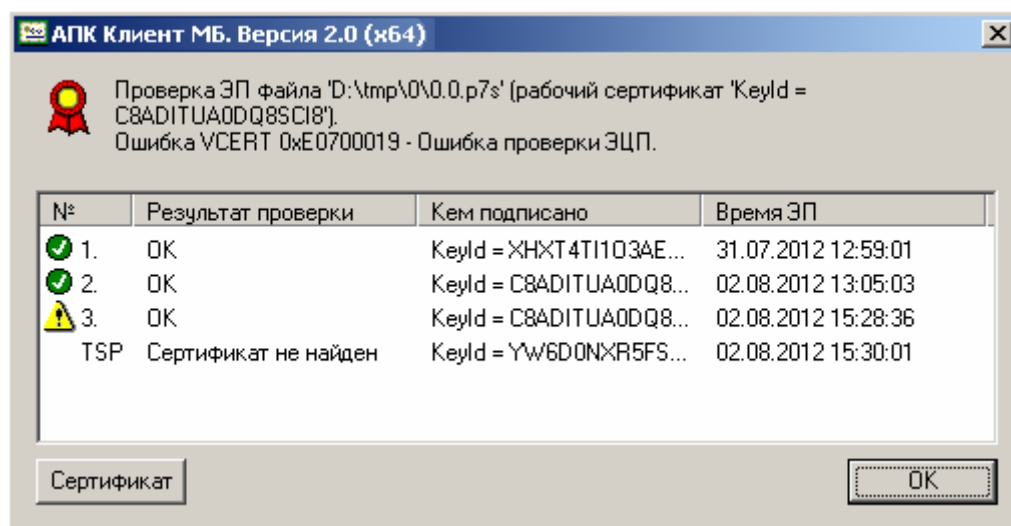 АПК Клиент МБ. Версия 2.0 (x64)
Проверка ЭП файла 'D:\tmp\0\0.0.p7s' (рабочий сертификат 'KeyId =
C8ADITUA0DQ8SCI8').
Ошибка VCERT 0xE0700019 - Ошибка проверки ЭЦП.
№ Результат проверки Кем подписано Время ЭП
1. OK KeyId = XHXT4TI1O3AE... 31.07.2012 12:59:01
2. OK KeyId = C8ADITUA0DQ8... 02.08.2012 13:05:03
3. OK KeyId = C8ADITUA0DQ8... 02.08.2012 15:28:36
TSP Сертификат не найден KeyId = YW6D0NXR5FS... 02.08.2012 15:30:01
Сертификат OK